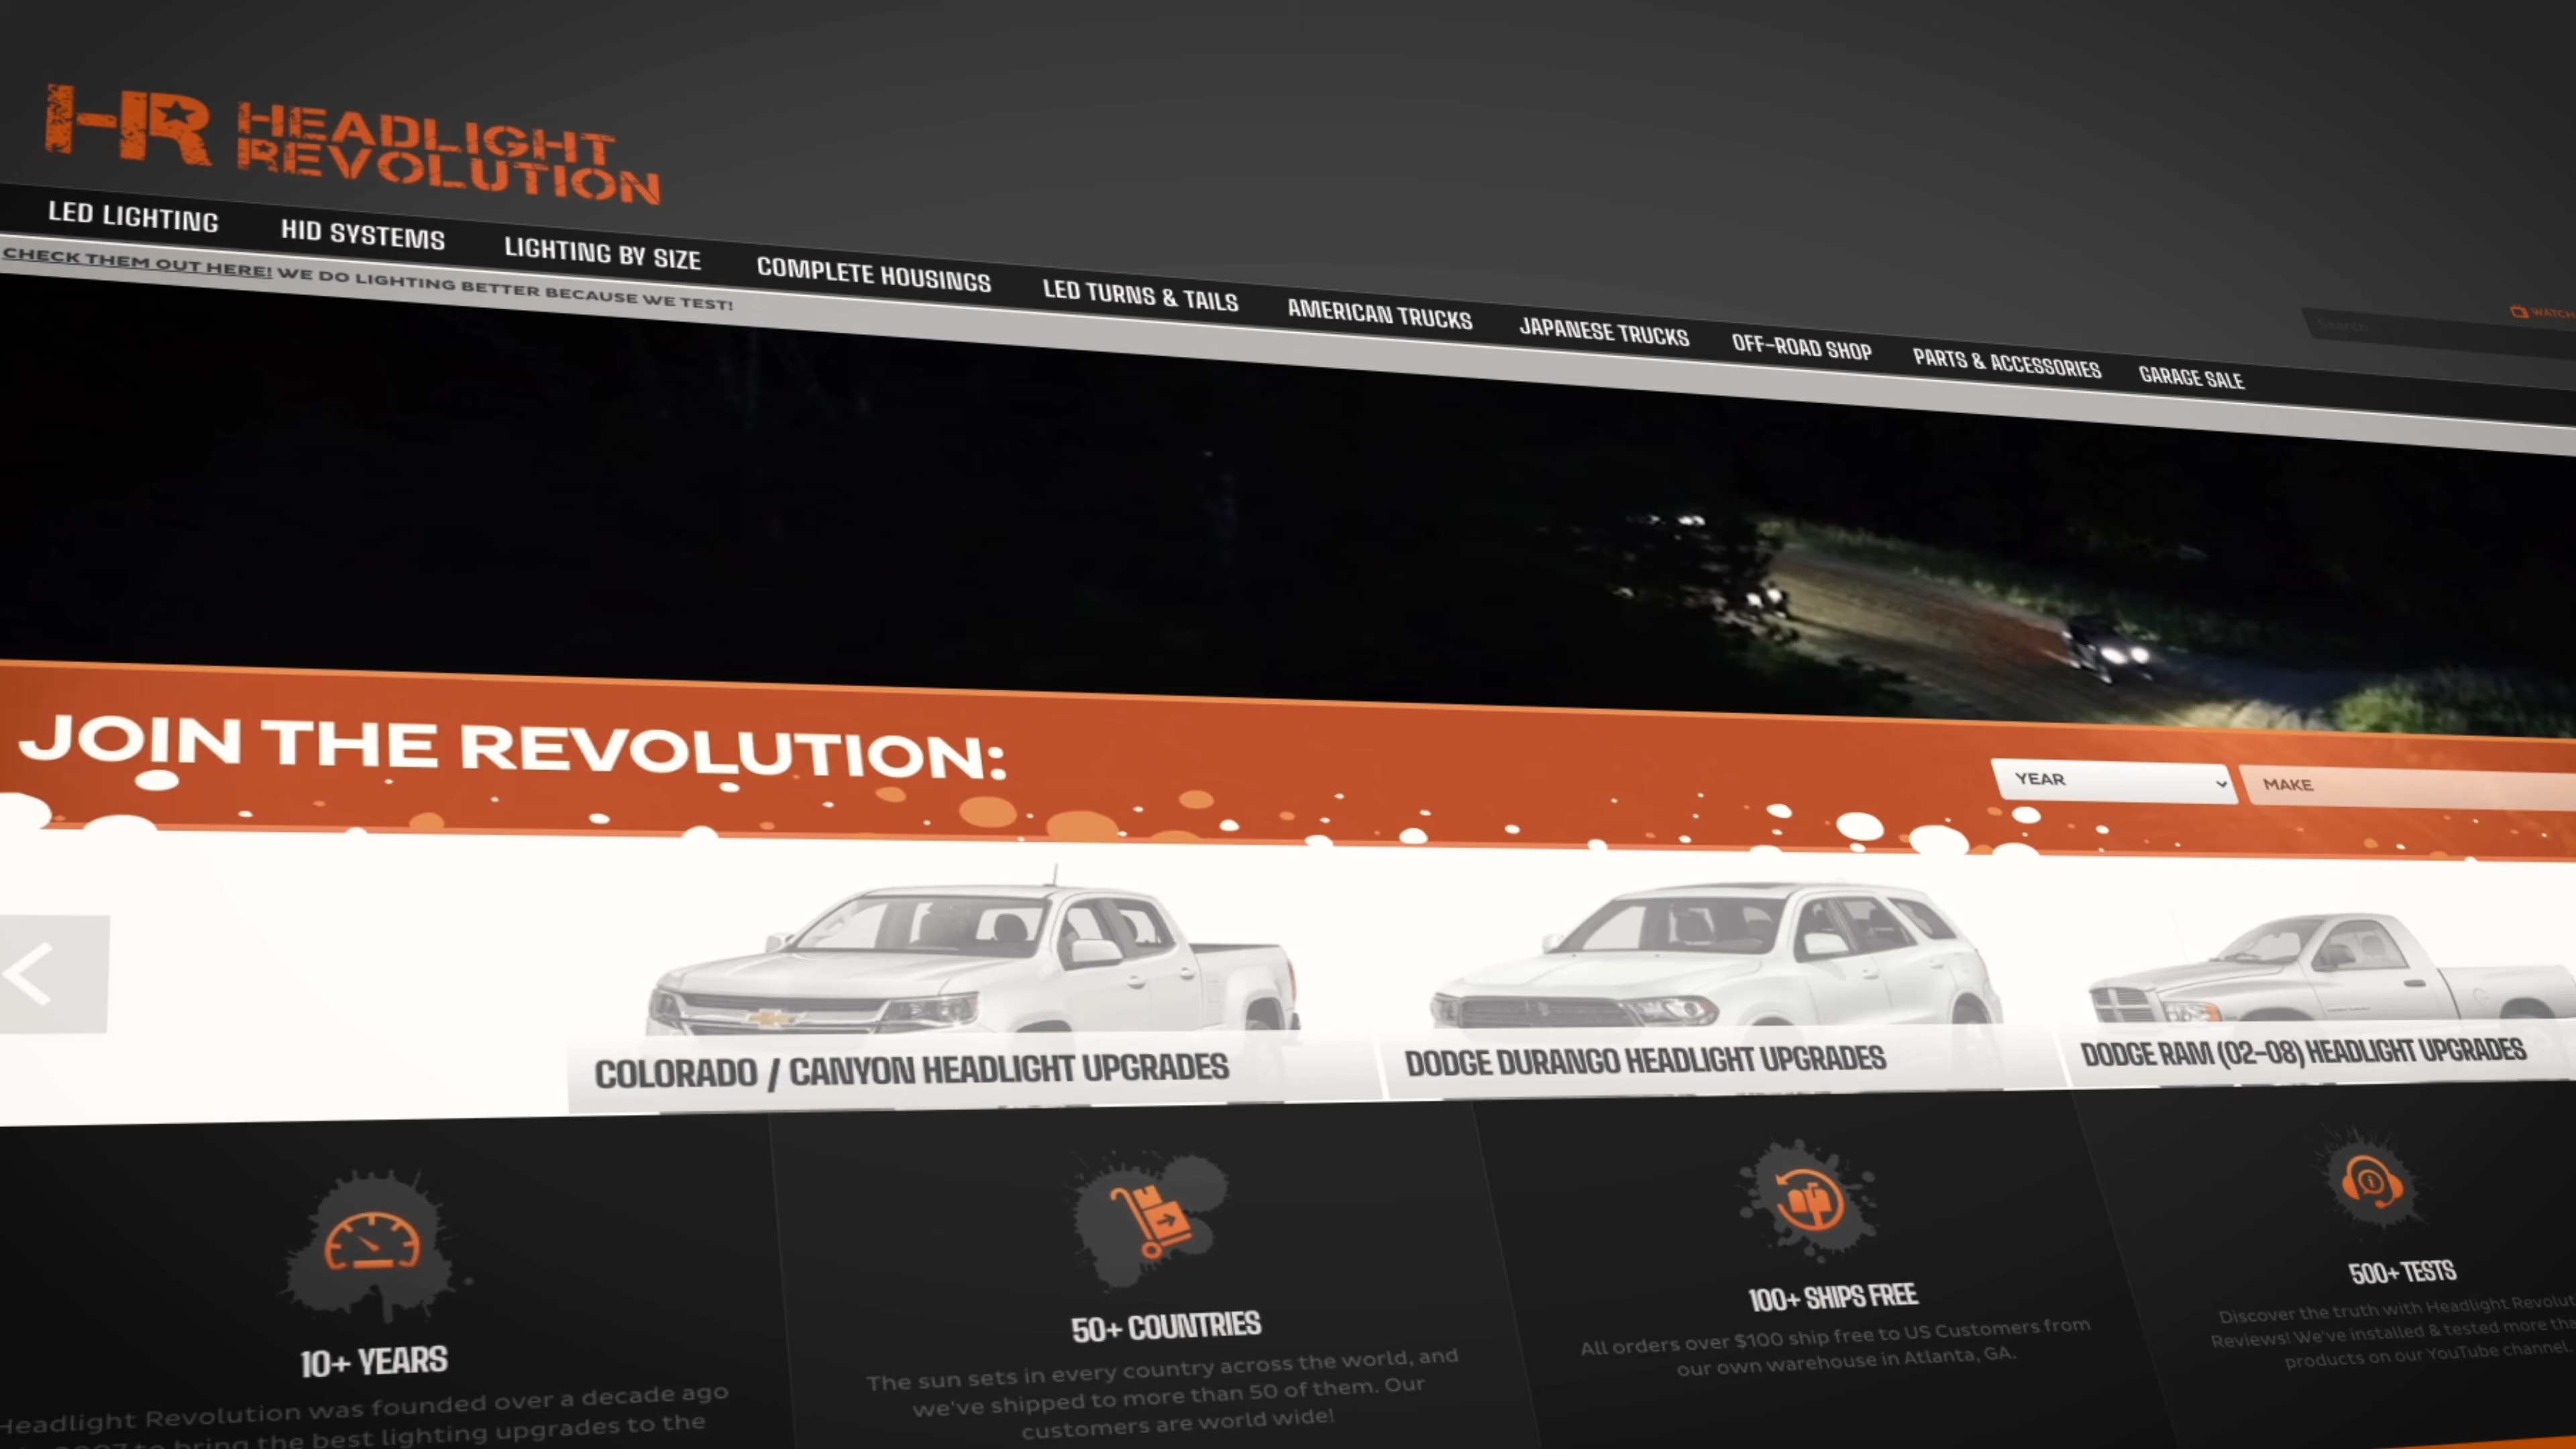 HR HEADLIGHT
REVOLUTION
WATCH
Search
LED LIGHTING HID SYSTEMS LIGHTING BY SIZE COMPLETE HOUSINGS LED TURNS & TAILS AMERICAN TRUCKS JAPANESE TRUCKS OFF-ROAD SHOP PARTS & ACCESSORIES GARAGE SALE
CHECK THEM OUT HERE! WE DO LIGHTING BETTER BECAUSE WE TEST!
JOIN THE REVOLUTION:
YEAR
MAKE
COLORADO / CANYON HEADLIGHT UPGRADES
DODGE DURANGO HEADLIGHT UPGRADES
DODGE RAM (02-08) HEADLIGHT UPGRADES
10+ YEARS
Headlight Revolution was founded over a decade ago
to bring the best lighting upgrades to the
50+ COUNTRIES
The sun sets in every country across the world, and
we've shipped to more than 50 of them. Our
customers are world wide!
100+ SHIPS FREE
All orders over $100 ship free to US Customers from
our own warehouse in Atlanta, GA.
500+ TESTS
Discover the truth with Headlight Revolut
Reviews! We've installed & tested more tha
products on our YouTube channel.